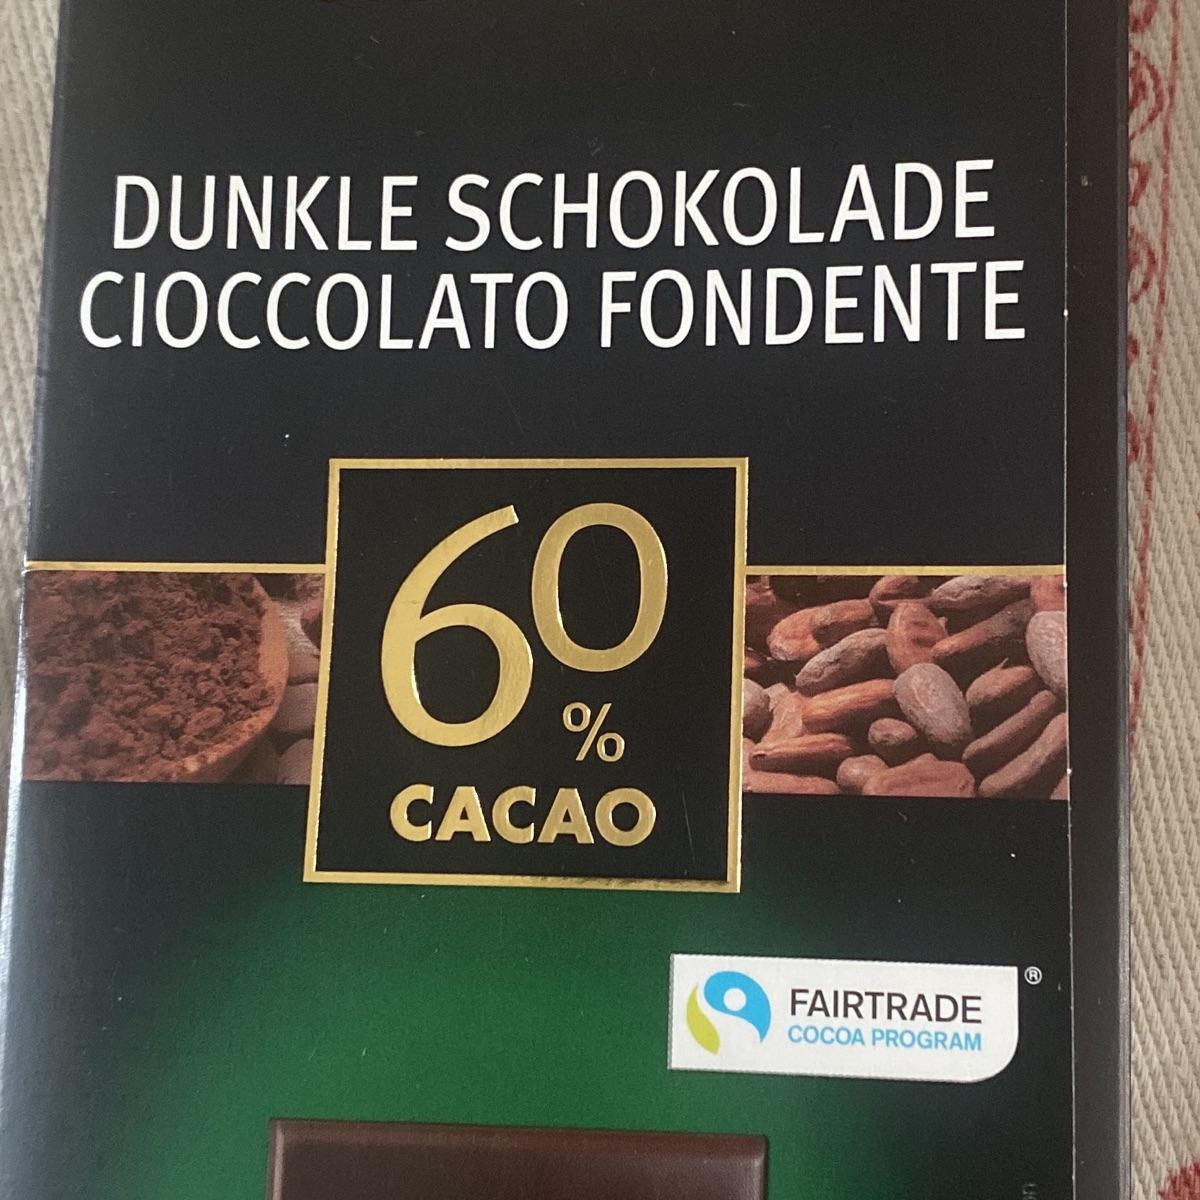 DUNKLE SCHOKOLADE
CIOCCOLATO FONDENTE
60
%
CACAO
®
FAIRTRADE
COCOA PROGRAM